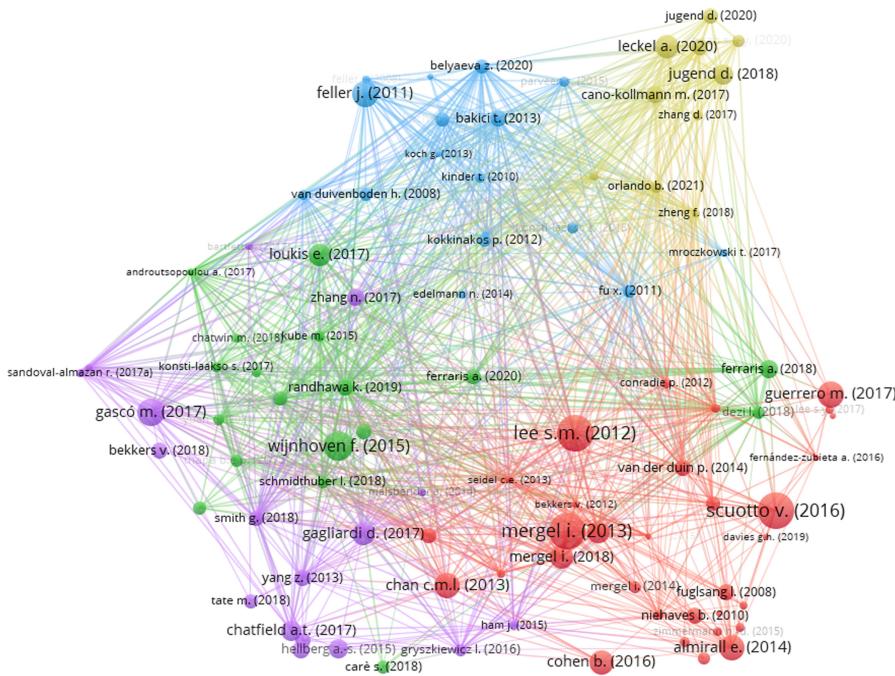 jugend d. (2020)
leckel a. (2020)
belyaeva z. (2020)
jugend d. (2018)
feller j. (2011)
cano-kollmann m. (2017)
bakici t. (2013)
zhang d. (2017)
koch g. (2013)
kinder t. (2010)
orlando b. (2021)
van duivenboden h. (2008)
zheng f. (2018)
kokkinakos p. (2012)
loukis e. (2017)
mroczkowski t. (2017)
androutsopoulou a. (2017)
zhang n. (2017)
edelmann n. (2014)
fu x. (2011)
chatwin m. (2018)
kube m. (2015)
sandoval-almazan r. (2017a)
konsti-laakso s. (2017)
ferraris a. (2018)
ferraris a. (2020)
conradie p. (2012)
randhawa k. (2019)
guerrero m. (2017)
gascó m. (2017)
dezi l. (2018)
lee s.m. (2012)
wijnhoven f. (2015)
bekkers v. (2018)
fernández-zubieta a. (2016)
van der duin p. (2014)
schmidthuber l. (2018)
seidel c.e. (2013)
bekkers v. (2012)
scuotto v. (2016)
smith g. (2018)
gagliardi d. (2017)
mergel i. (2013)
davies g.h. (2019)
mergel i. (2018)
yang z. (2013)
chan c.m.l. (2013)
mergel i. (2014)
fuglsang l. (2008)
tate m. (2018)
niehaves b. (2010)
ham j. (2015)
chatfield a.t. (2017)
hellberg a.-s. (2015)
gryszkiewicz l. (2016)
almirall e. (2014)
carè s. (2018)
cohen b. (2016)